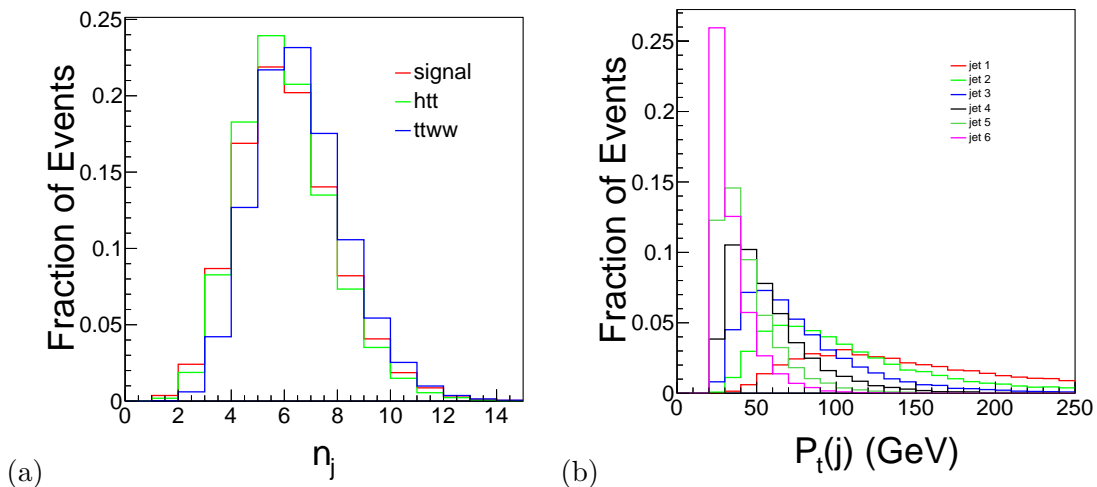 Fraction of Events
0.25
0.2
0.15
0.1
0.05
0
signal
htt
ttww
0 2 4 6 8 10 12 14
n_j
(a)
Fraction of Events
0.25
0.2
0.15
0.1
0.05
0
jet 1
jet 2
jet 3
jet 4
jet 5
jet 6
0 50 100 150 200 250
P_t(j) (GeV)
(b)